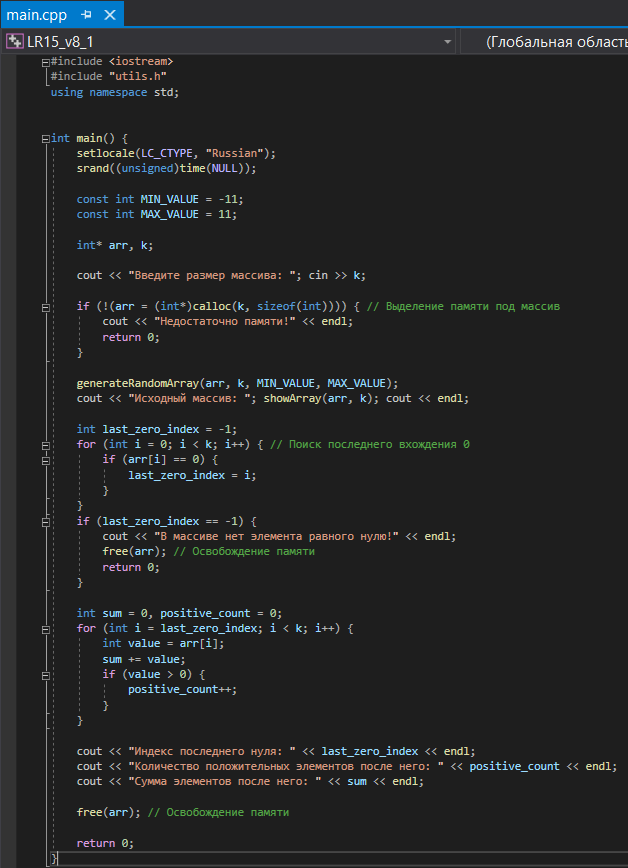 main.cpp
LR15_v8_1 (Глобальная область
#include <iostream>
#include "utils.h"
using namespace std;
int main() {
setlocale(LC_CTYPE, "Russian");
srand((unsigned)time(NULL));
const int MIN_VALUE = -11;
const int MAX_VALUE = 11;
int* arr, k;
cout << "Введите размер массива: "; cin >> k;
if (!(arr = (int*)calloc(k, sizeof(int)))) { // Выделение памяти под массив
cout << "Недостаточно памяти!" << endl;
return 0;
}
generateRandomArray(arr, k, MIN_VALUE, MAX_VALUE);
cout << "Исходный массив: "; showArray(arr, k); cout << endl;
int last_zero_index = -1;
for (int i = 0; i < k; i++) { // Поиск последнего вхождения 0
if (arr[i] == 0) {
last_zero_index = i;
}
}
if (last_zero_index == -1) {
cout << "В массиве нет элемента равного нулю!" << endl;
free(arr); // Освобождение памяти
return 0;
}
int sum = 0, positive_count = 0;
for (int i = last_zero_index; i < k; i++) {
int value = arr[i];
sum += value;
if (value > 0) {
positive_count++;
}
}
cout << "Индекс последнего нуля: " << last_zero_index << endl;
cout << "Количество положительных элементов после него: " << positive_count << endl;
cout << "Сумма элементов после него: " << sum << endl;
free(arr); // Освобождение памяти
return 0;
}